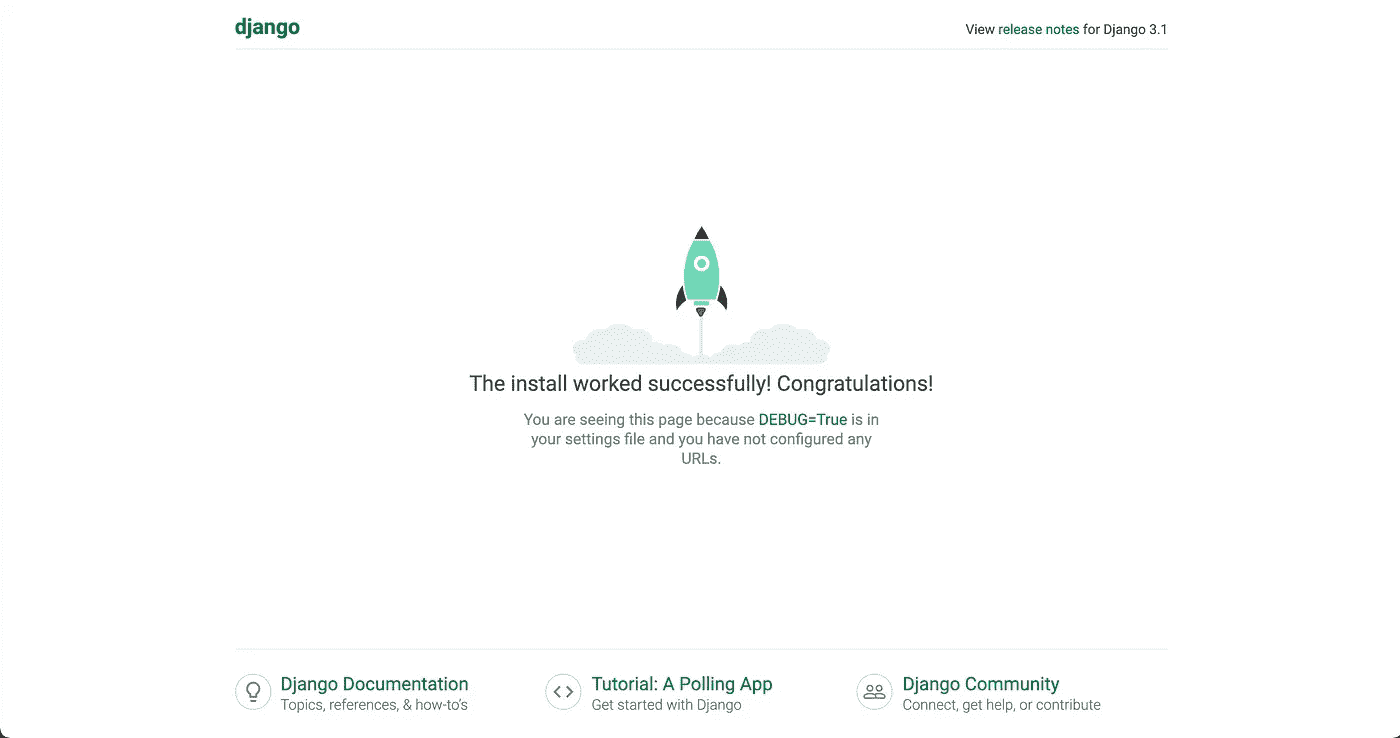 django
View release notes for Django 3.1
The install worked successfully! Congratulations!
You are seeing this page because DEBUG=True is in
your settings file and you have not configured any
URLs.
Django Documentation
Topics, references, & how-to's
Tutorial: A Polling App
Get started with Django
Django Community
Connect, get help, or contribute